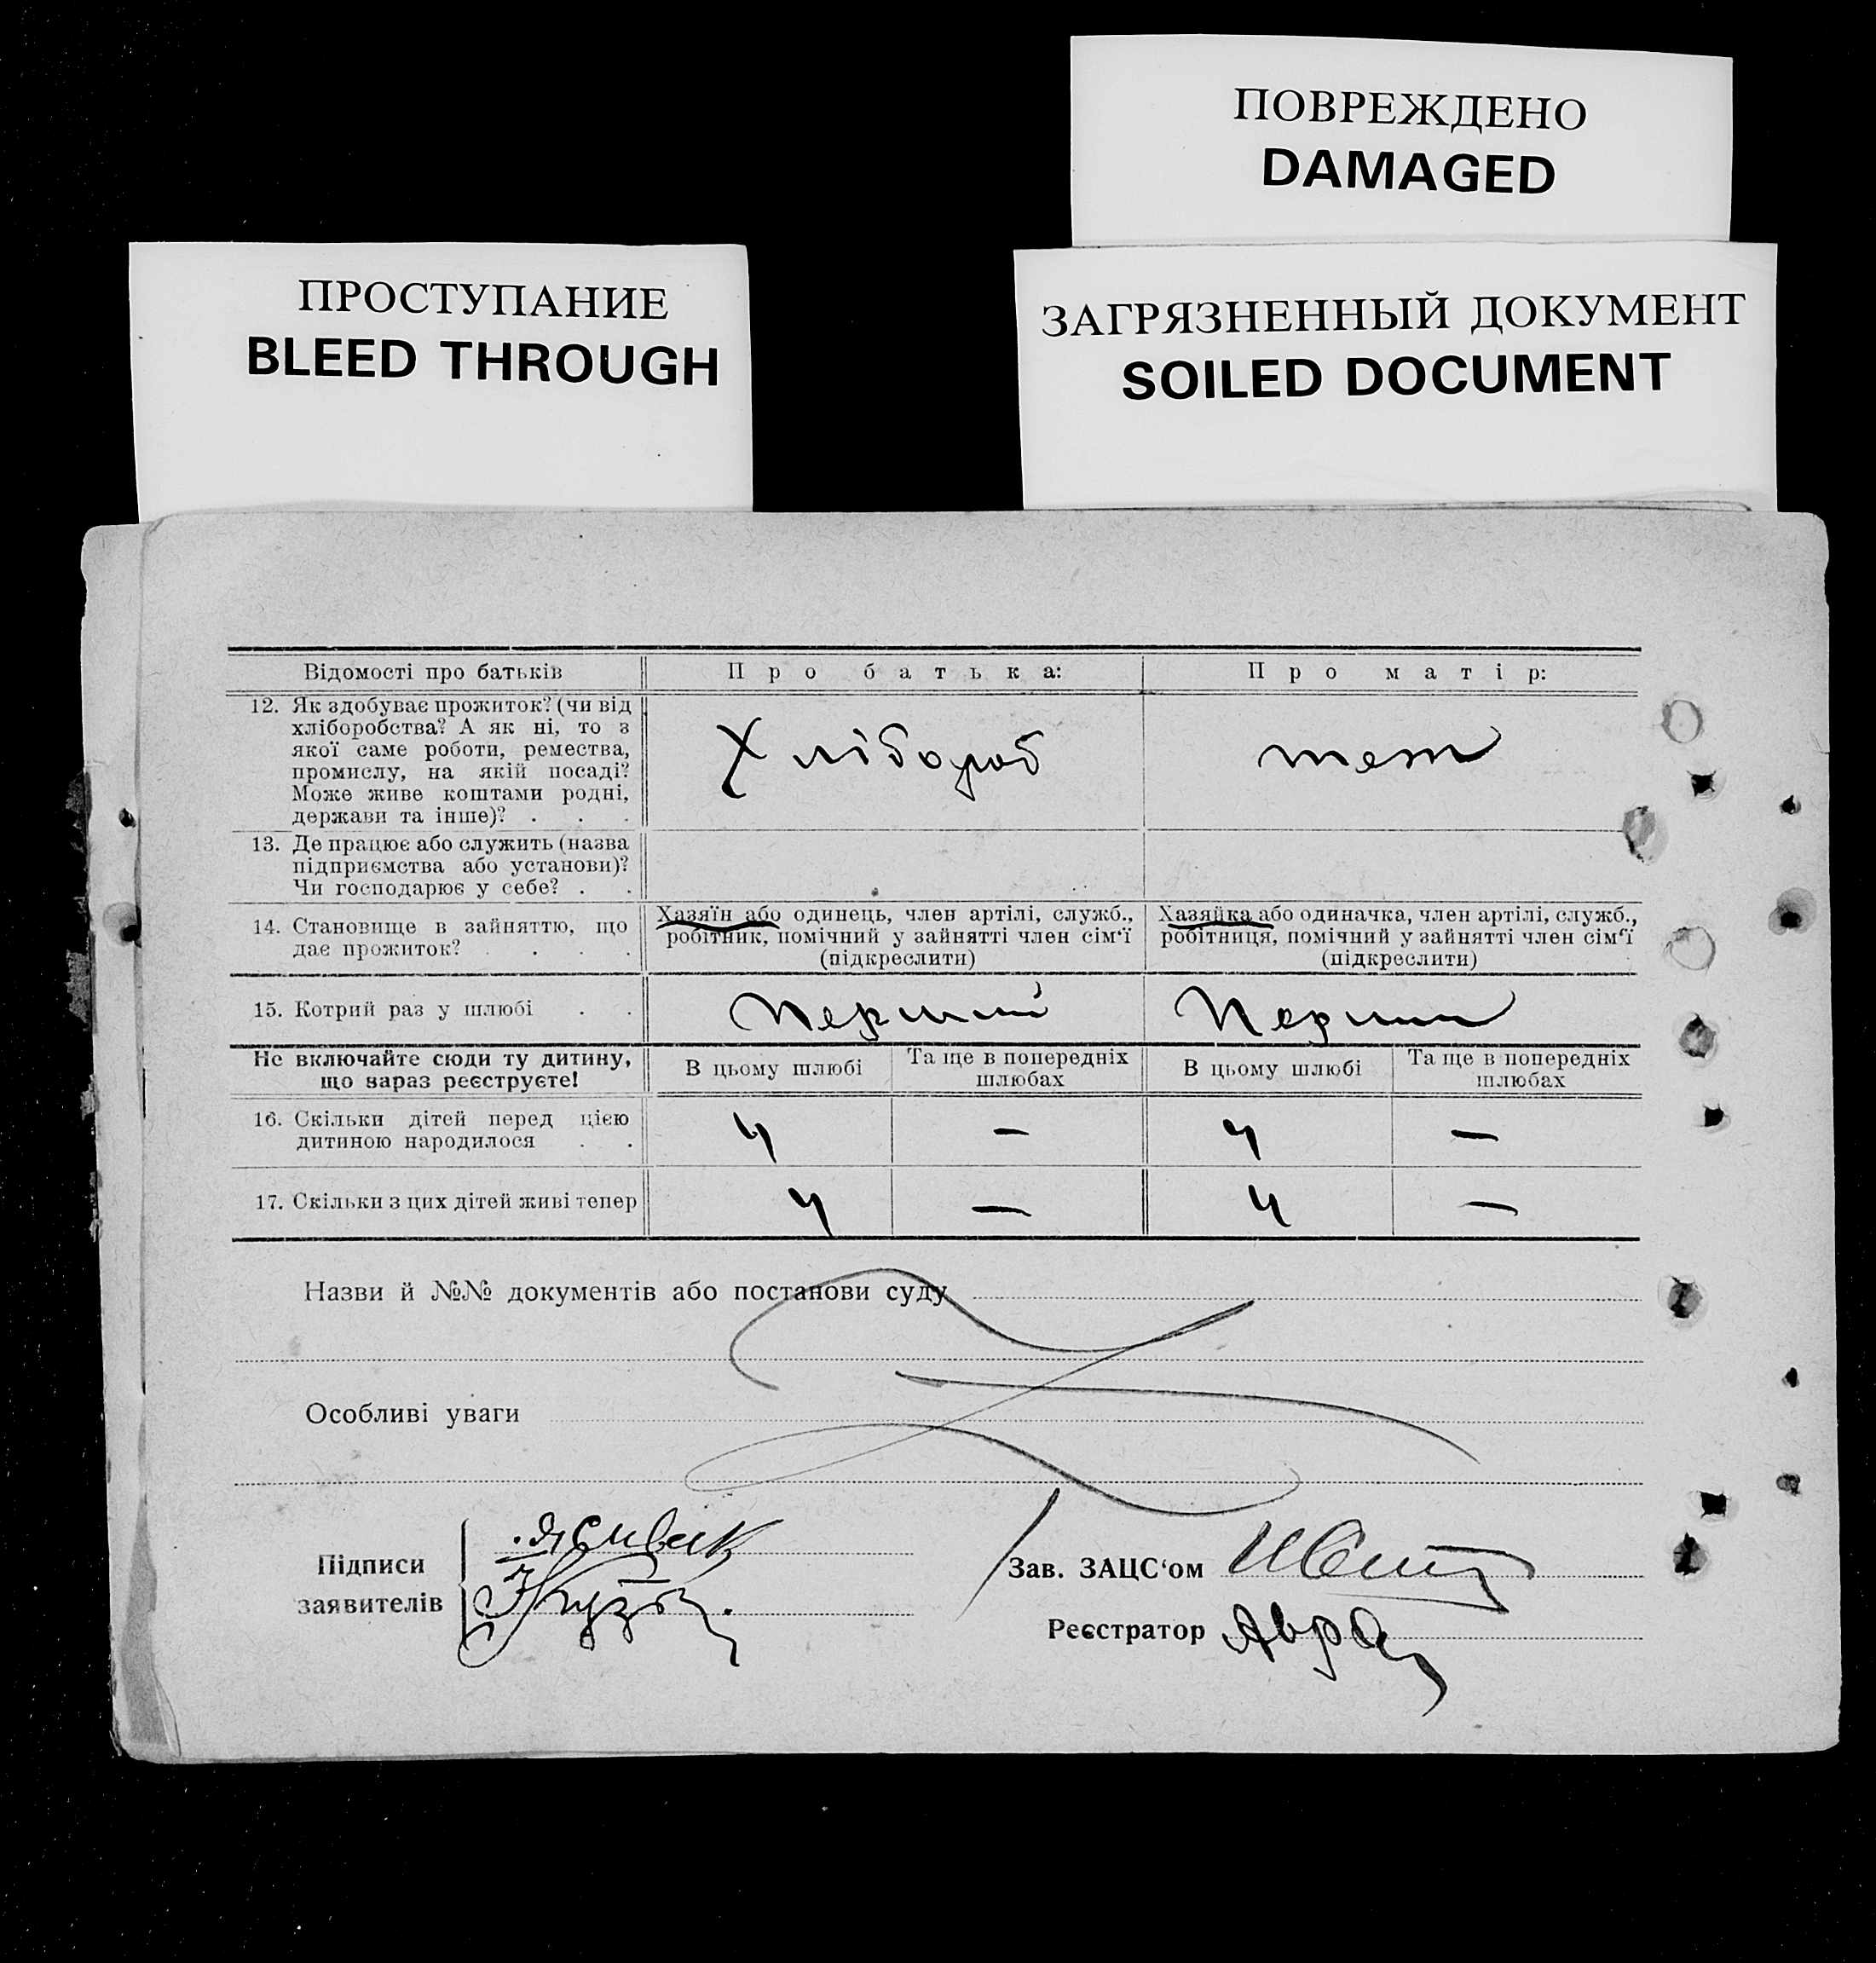 ПОВРЕЖДЕНО
DAMAGED
ПРОСТУПАНИЕ
BLEED THROUGH
ЗАГРЯЗНЕННЫЙ ДОКУМЕНТ
SOILED DOCUMENT
Відомості про батьків
Про батька:
Про матір:
12. Як здобуває прожиток? (чи від
хліборобства? А як ні, то з
якої саме роботи, ремества,
промислу, на якій посаді?
Може живе коштами родні,
держави та інше)? . . .
Хлібороб
теж
13. Де працює або служить (назва
підприємства або установи)?
Чи господарює у себе? . .
14. Становище в зайняттю, що
дає прожиток? . . . .
Хазяїн або одинець, член артілі, служб.,
робітник, помічний у зайнятті член сім‘ї
(підкреслити)
Хазяйка або одиначка, член артілі, служб.,
робітниця, помічний у зайнятті член сім‘ї
(підкреслити)
15. Котрий раз у шлюбі . .
Перший
Перший
Не включайте сюди ту дитину,
що зараз реєструєте!
В цьому шлюбі
Та ще в попередніх
шлюбах
В цьому шлюбі
Та ще в попередніх
шлюбах
16. Скільки дітей перед цією
дитиною народилося . .
4
—
4
—
17. Скільки з цих дітей живі тепер
4
—
4
—
Назви й №№ документів або постанови суду
Особливі уваги
Підписи
заявителів
Зав. ЗАЦС‘ом
Реєстратор